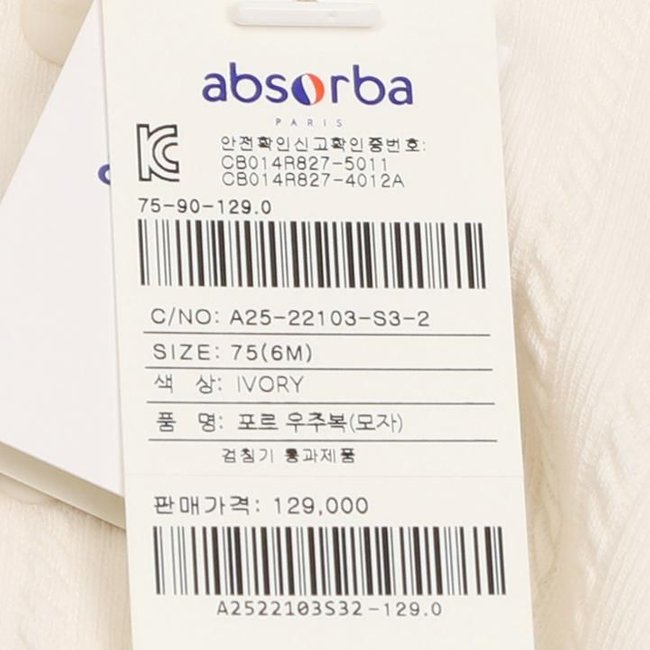 absorba
PARIS
안전확인신고확인증번호:
CB014R827-5011
CB014R827-4012A
75-90-129.0
C/NO: A25-22103-S3-2
SIZE: 75(6M)
색 상: IVORY
품 명: 포르 우주복(모자)
검침기 통과제품
판매가격: 129,000
A2522103S32-129.0